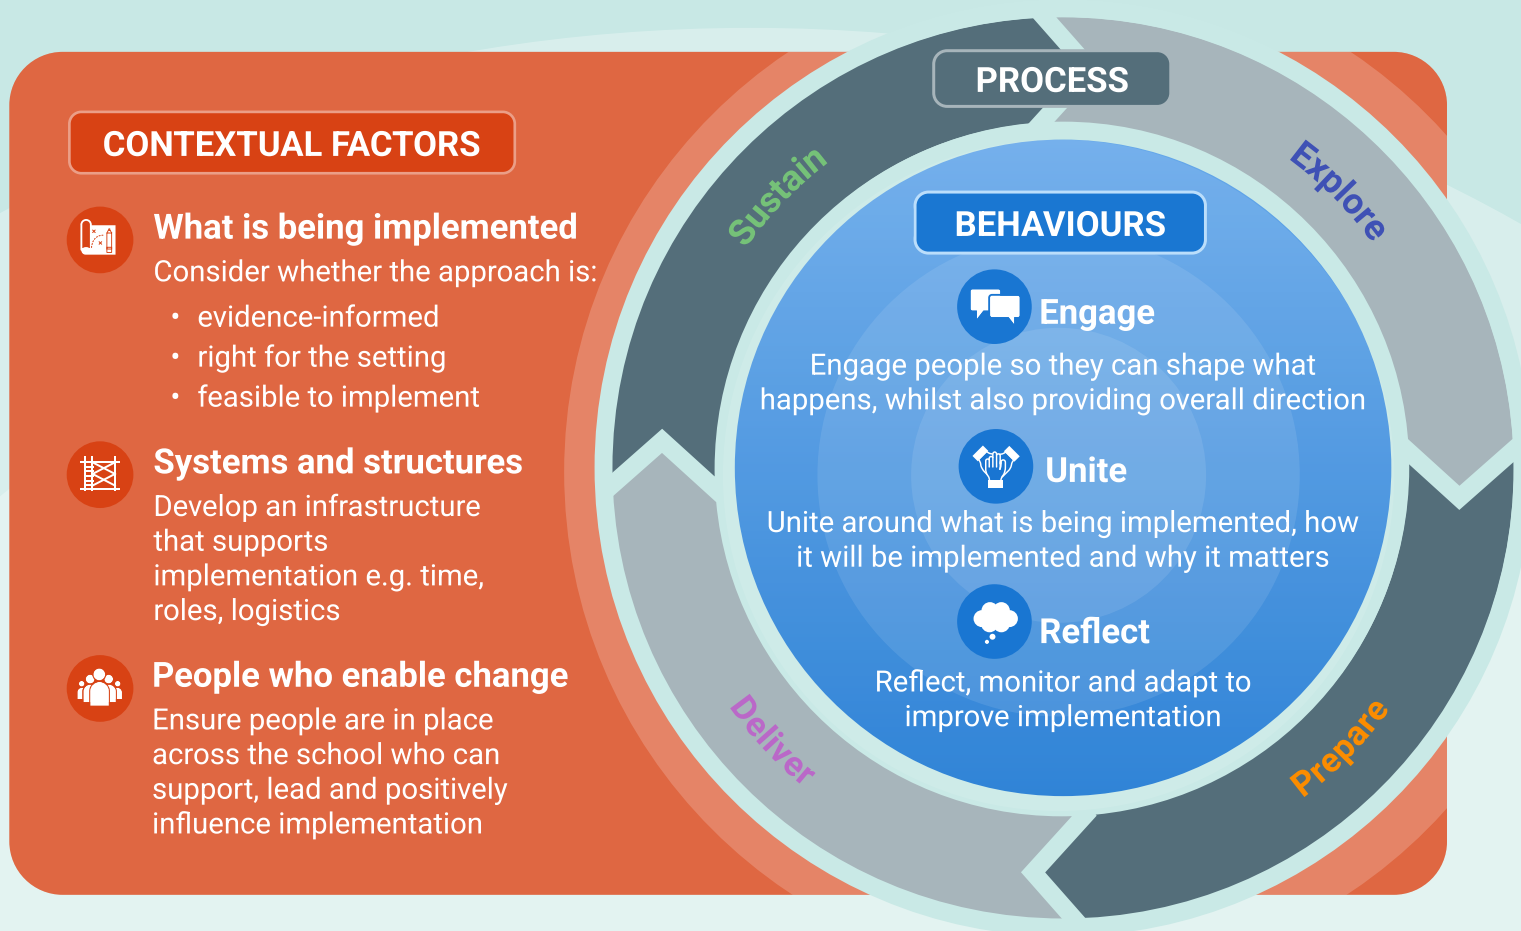 CONTEXTUAL FACTORS
What is being implemented
Consider whether the approach is:
• evidence-informed
• right for the setting
• feasible to implement
Systems and structures
Develop an infrastructure
that supports
implementation e.g. time,
roles, logistics
People who enable change
Ensure people are in place
across the school who can
support, lead and positively
influence implementation
PROCESS
Explore
Prepare
Deliver
Sustain
BEHAVIOURS
Engage
Engage people so they can shape what
happens, whilst also providing overall direction
Unite
Unite around what is being implemented, how
it will be implemented and why it matters
Reflect
Reflect, monitor and adapt to
improve implementation